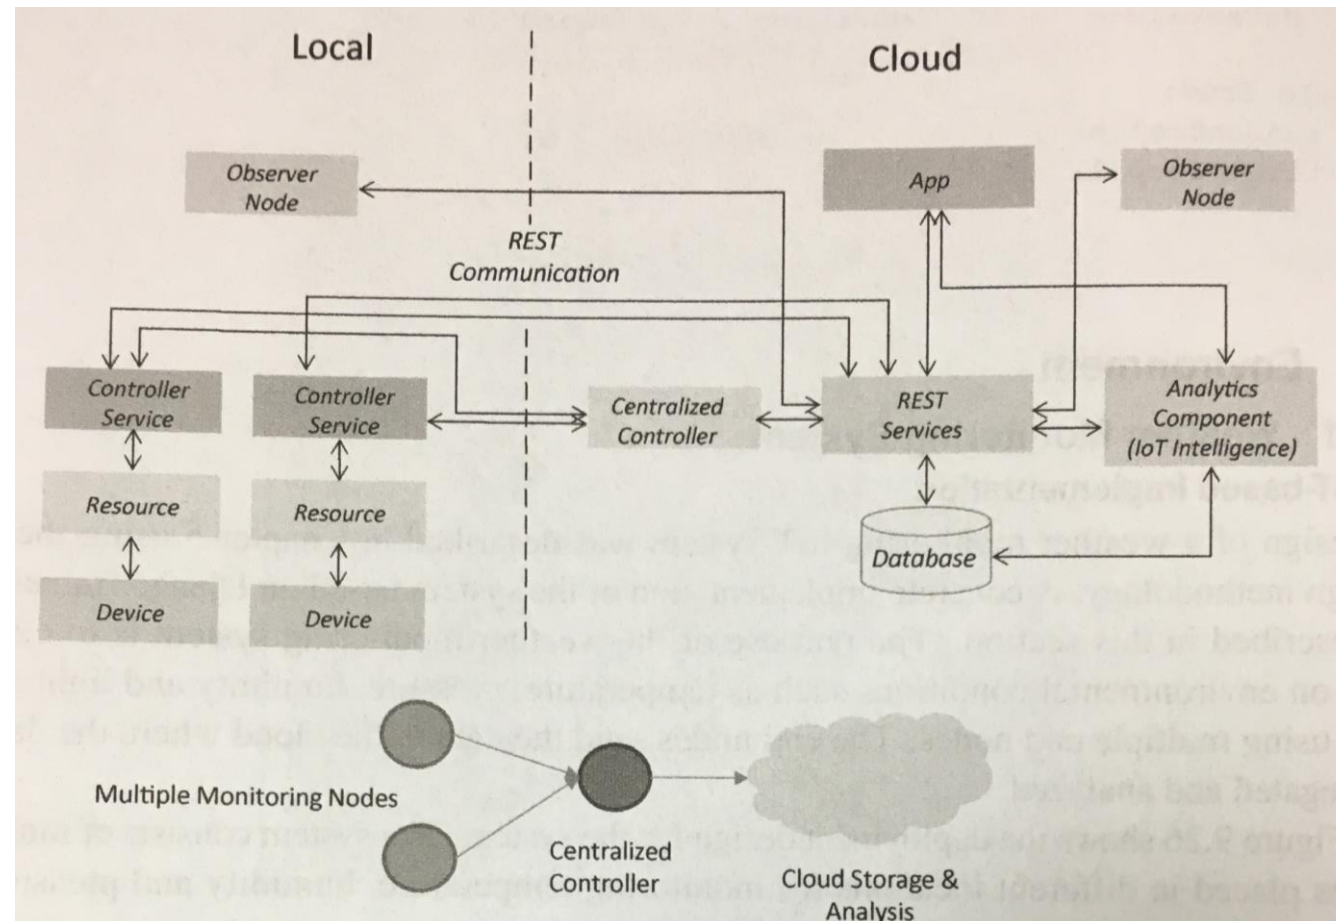 Local
Cloud
Observer
Node
App
Observer
Node
REST
Communication
Controller
Service
Controller
Service
Centralized
Controller
REST
Services
Analytics
Component
(IoT Intelligence)
Resource
Resource
Database
Device
Device
Multiple Monitoring Nodes
Centralized
Controller
Cloud Storage &
Analysis